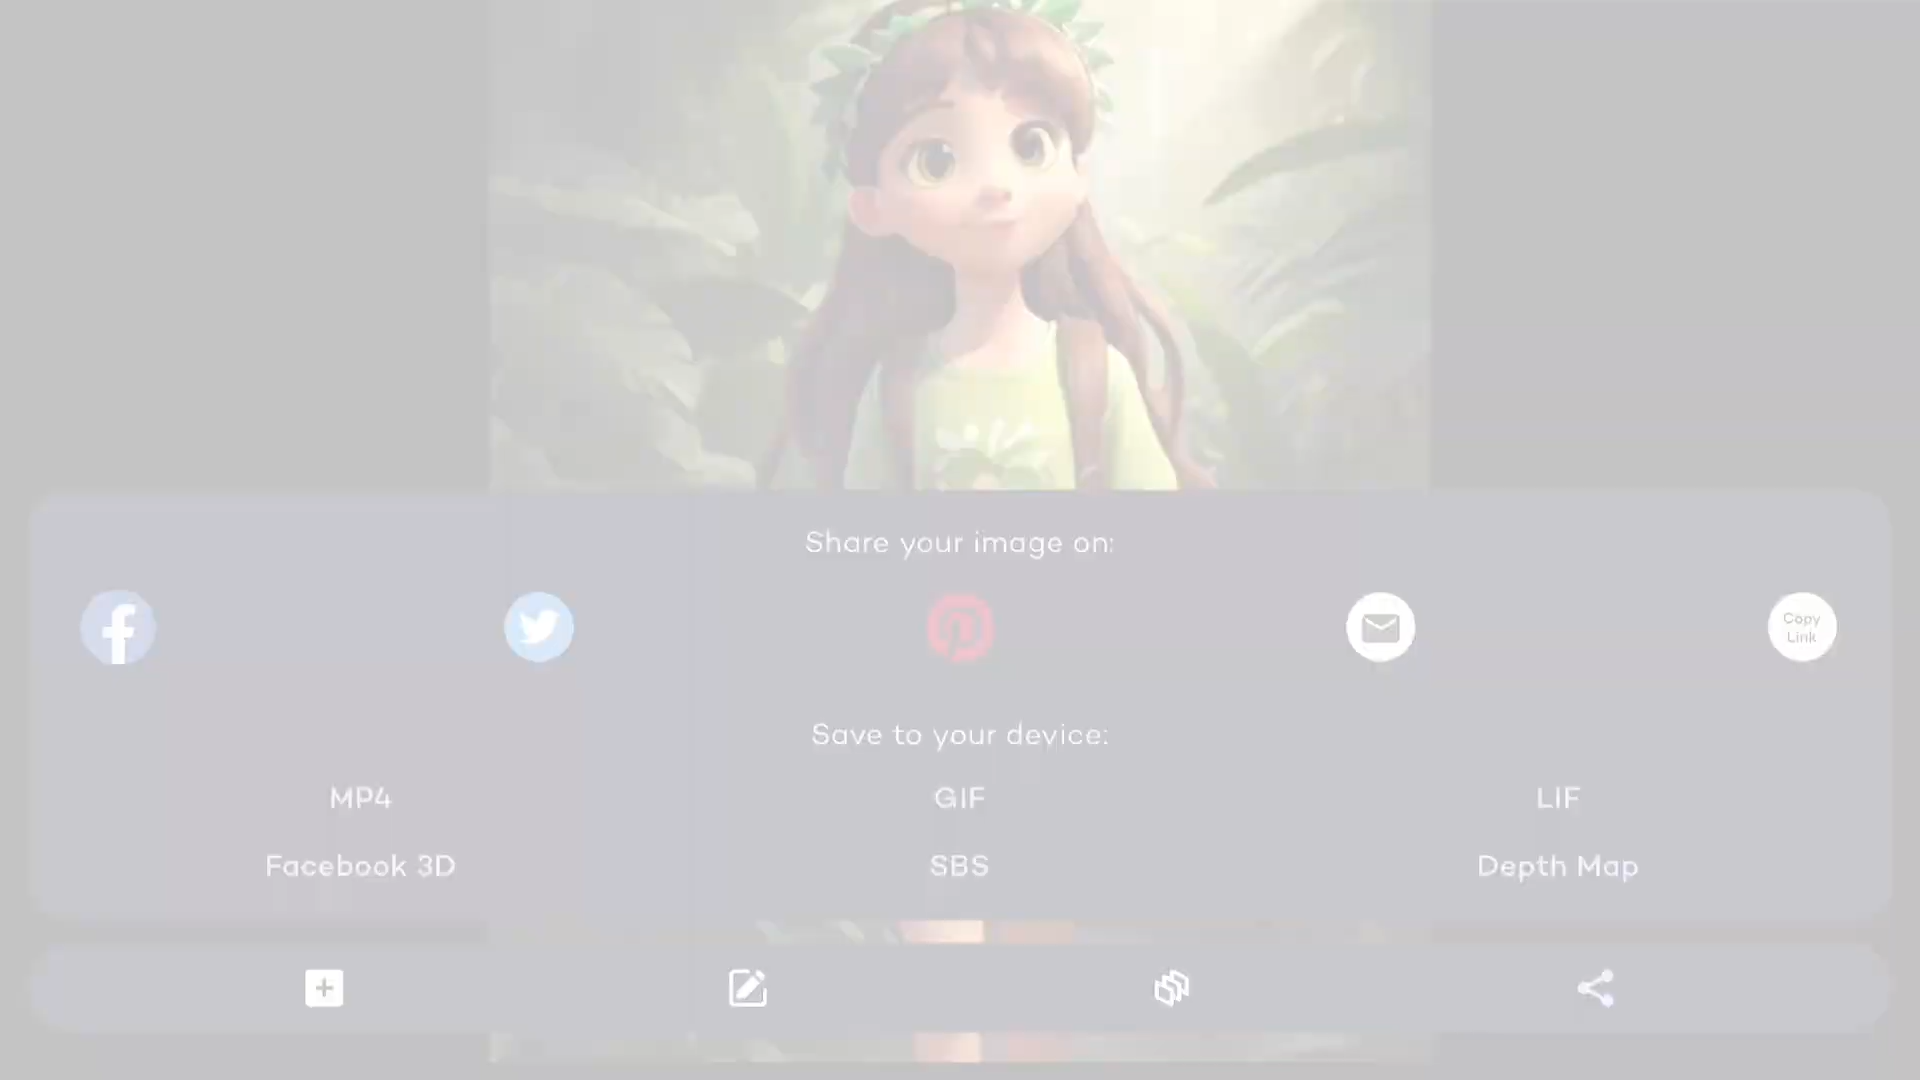 Share your image on:
Copy
Link
Save to your device:
MP4 GIF LIF
Facebook 3D SBS Depth Map